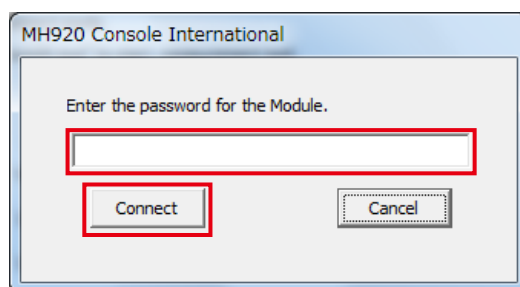 MH920 Console International
Enter the password for the Module.
Connect
Cancel